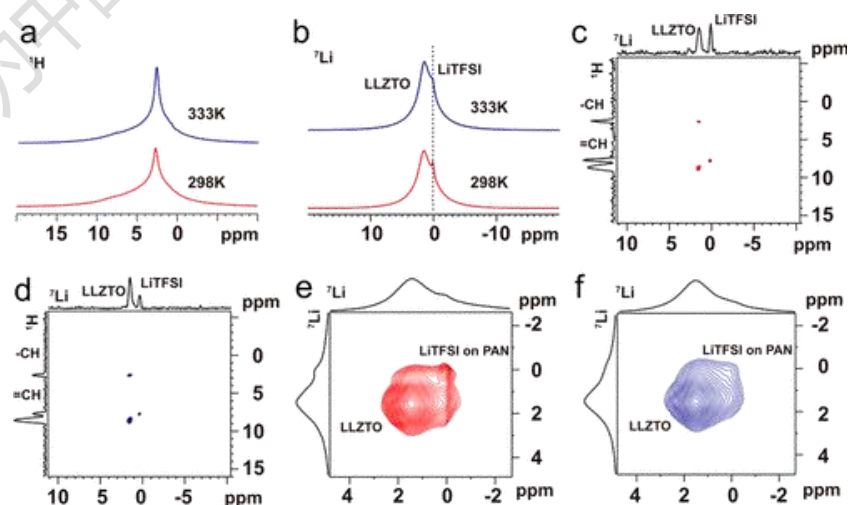 a
¹H
333K
298K
15 10 5 0 ppm
b
⁷Li
LLZTO
LiTFSI
333K
298K
10 0 -10 ppm
c
⁷Li
LLZTO
LiTFSI
ppm
¹H
-CH
=CH
0
5
10
15
10 5 0 -5 ppm
d
⁷Li
LLZTO
LiTFSI
ppm
¹H
-CH
=CH
0
5
10
15
10 5 0 -5 ppm
e
⁷Li
ppm
⁷Li
-2
LiTFSI on PAN
0
2
LLZTO
4
4 2 0 -2 ppm
f
⁷Li
ppm
⁷Li
-2
LiTFSI on PAN
0
2
LLZTO
4
4 2 0 -2 ppm